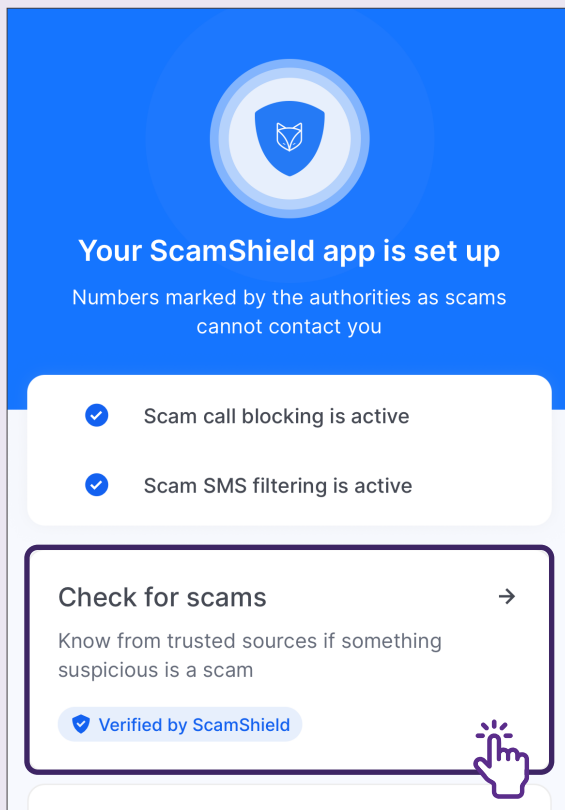 Your ScamShield app is set up
Numbers marked by the authorities as scams
cannot contact you
Scam call blocking is active
Scam SMS filtering is active
Check for scams
Know from trusted sources if something
suspicious is a scam
Verified by ScamShield